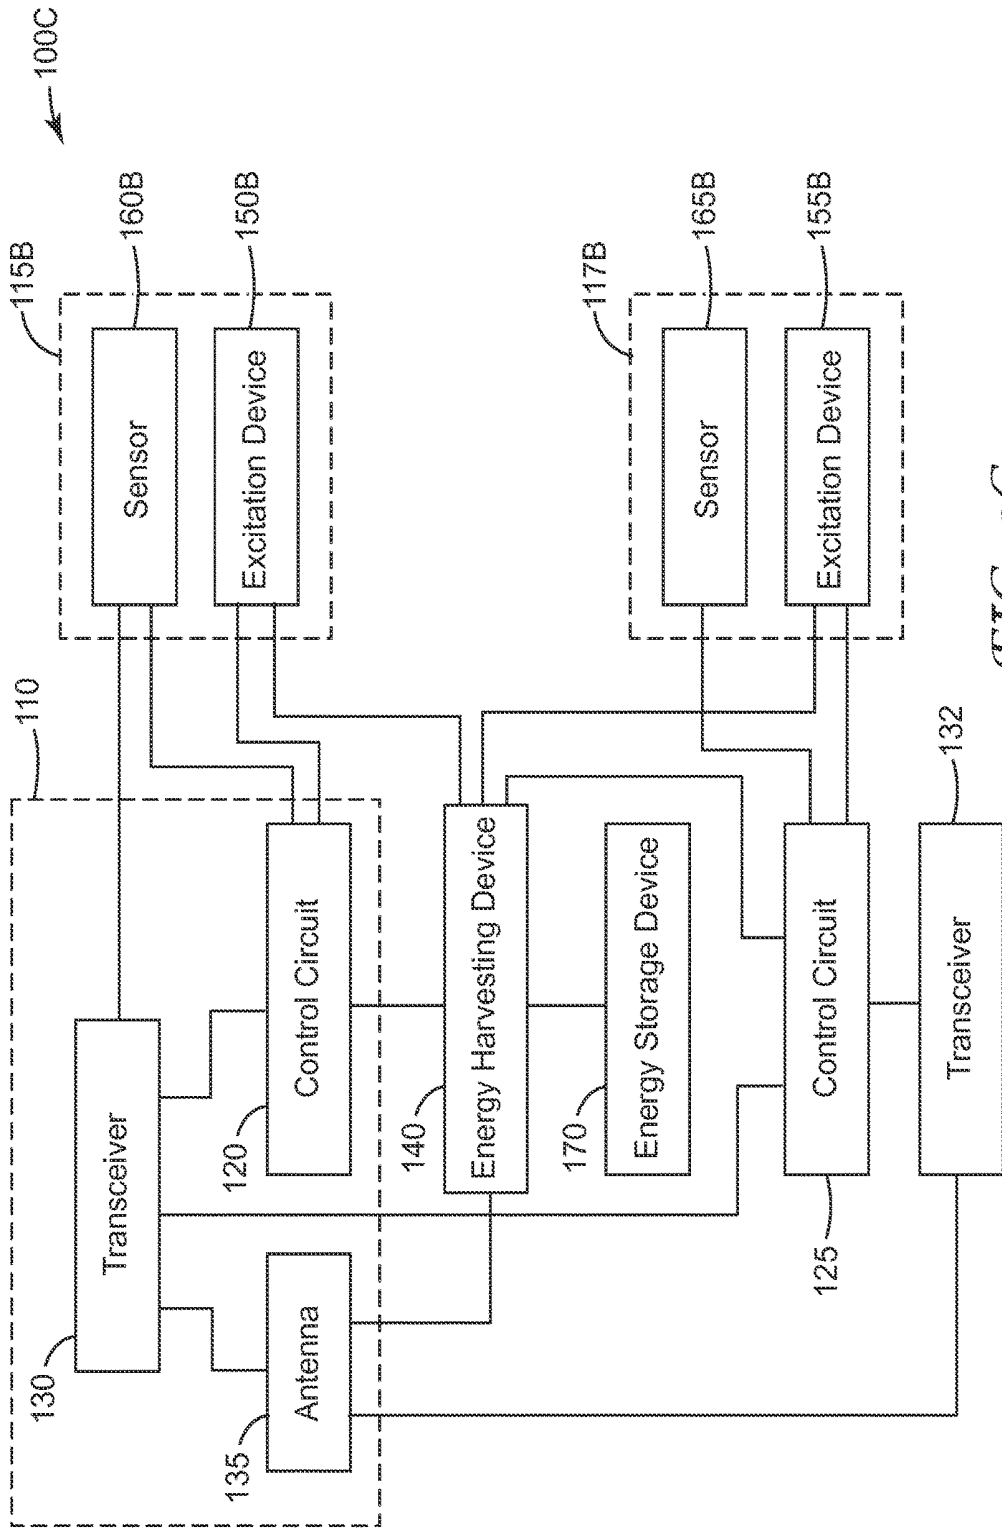 100C
110
130
Transceiver
135
Antenna
120
Control Circuit
115B
Sensor
160B
Excitation Device
150B
140
Energy Harvesting Device
170
Energy Storage Device
117B
Sensor
165B
Excitation Device
155B
125
Control Circuit
Transceiver
132